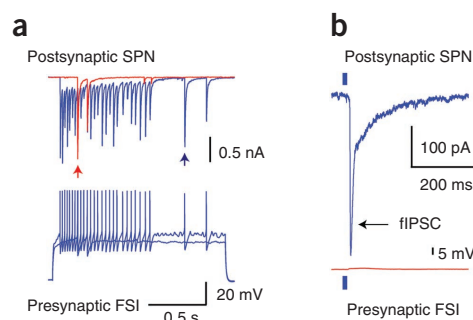 a
Postsynaptic SPN
0.5 nA
20 mV
Presynaptic FSI
0.5 s
b
Postsynaptic SPN
100 pA
200 ms
fIPSC
5 mV
Presynaptic FSI